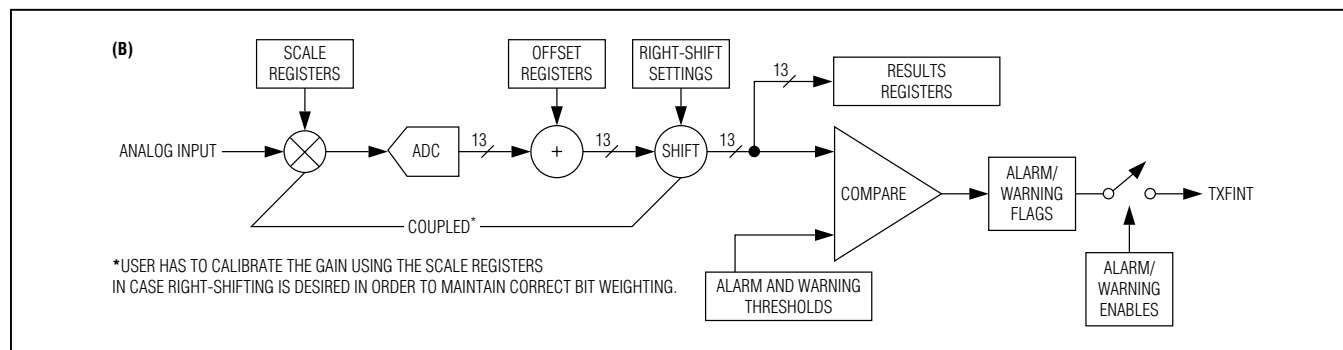 (B)
SCALE
REGISTERS
OFFSET
REGISTERS
RIGHT-SHIFT
SETTINGS
13
RESULTS
REGISTERS
ANALOG INPUT
ADC
13
+
13
SHIFT
13
COMPARE
ALARM/
WARNING
FLAGS
TXFINT
COUPLED*
*USER HAS TO CALIBRATE THE GAIN USING THE SCALE REGISTERS
IN CASE RIGHT-SHIFTING IS DESIRED IN ORDER TO MAINTAIN CORRECT BIT WEIGHTING.
ALARM AND WARNING
THRESHOLDS
ALARM/
WARNING
ENABLES